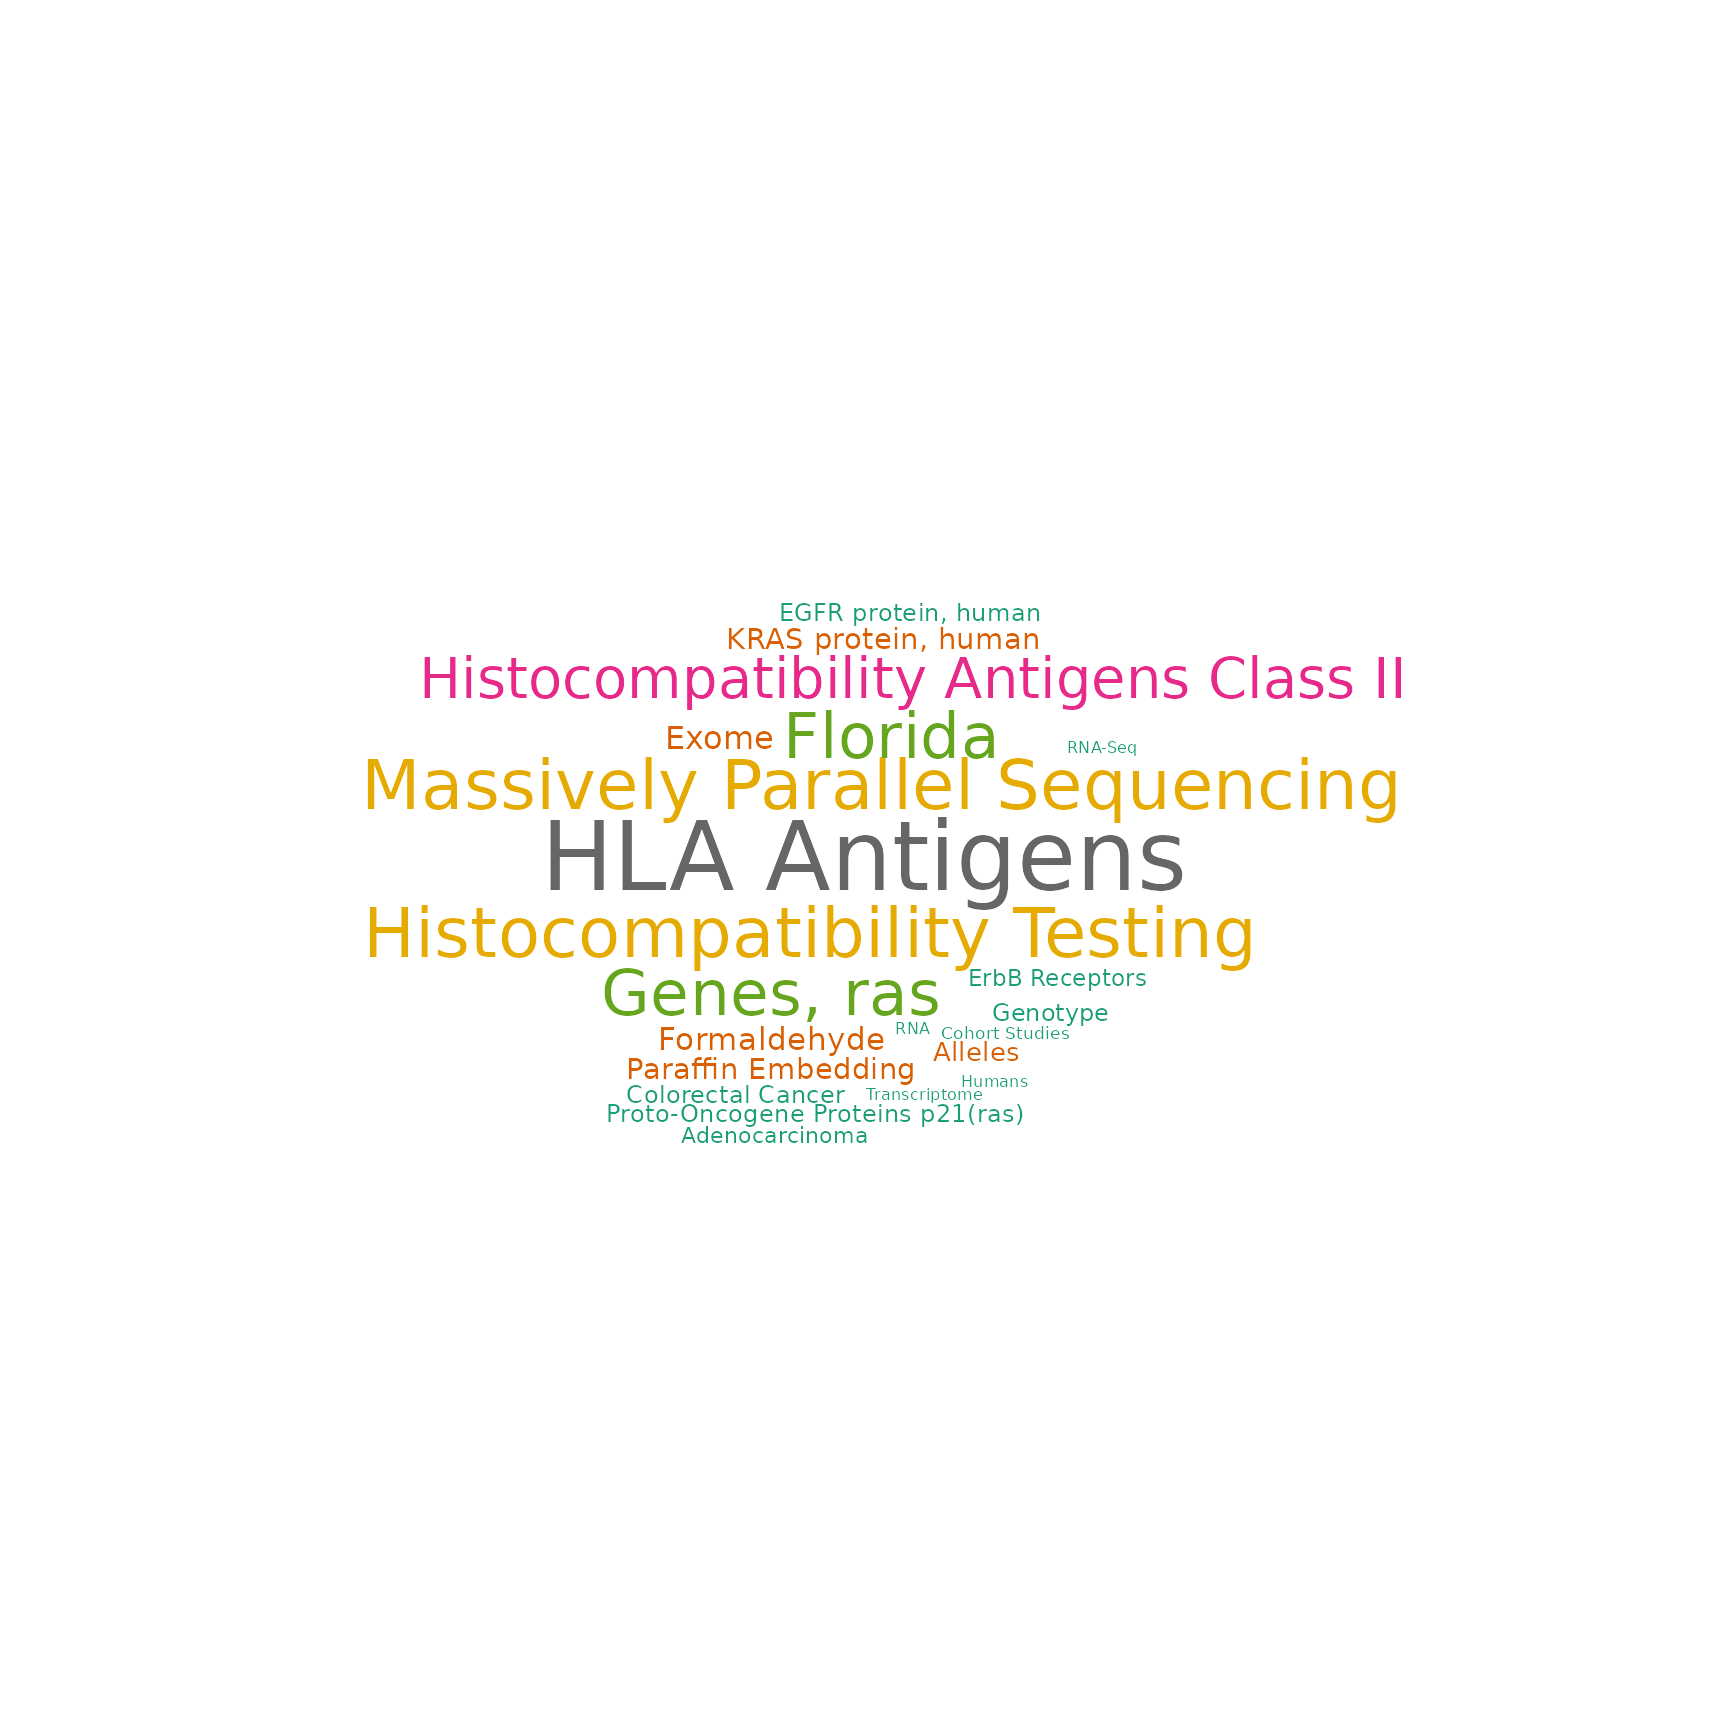 EGFR protein, human
KRAS protein, human
Histocompatibility Antigens Class II
Exome Florida RNA-Seq
Massively Parallel Sequencing
HLA Antigens
Histocompatibility Testing
Genes, ras ErbB Receptors
Genotype
Formaldehyde RNA Cohort Studies
Paraffin Embedding Alleles
Humans
Colorectal Cancer Transcriptome
Proto-Oncogene Proteins p21(ras)
Adenocarcinoma